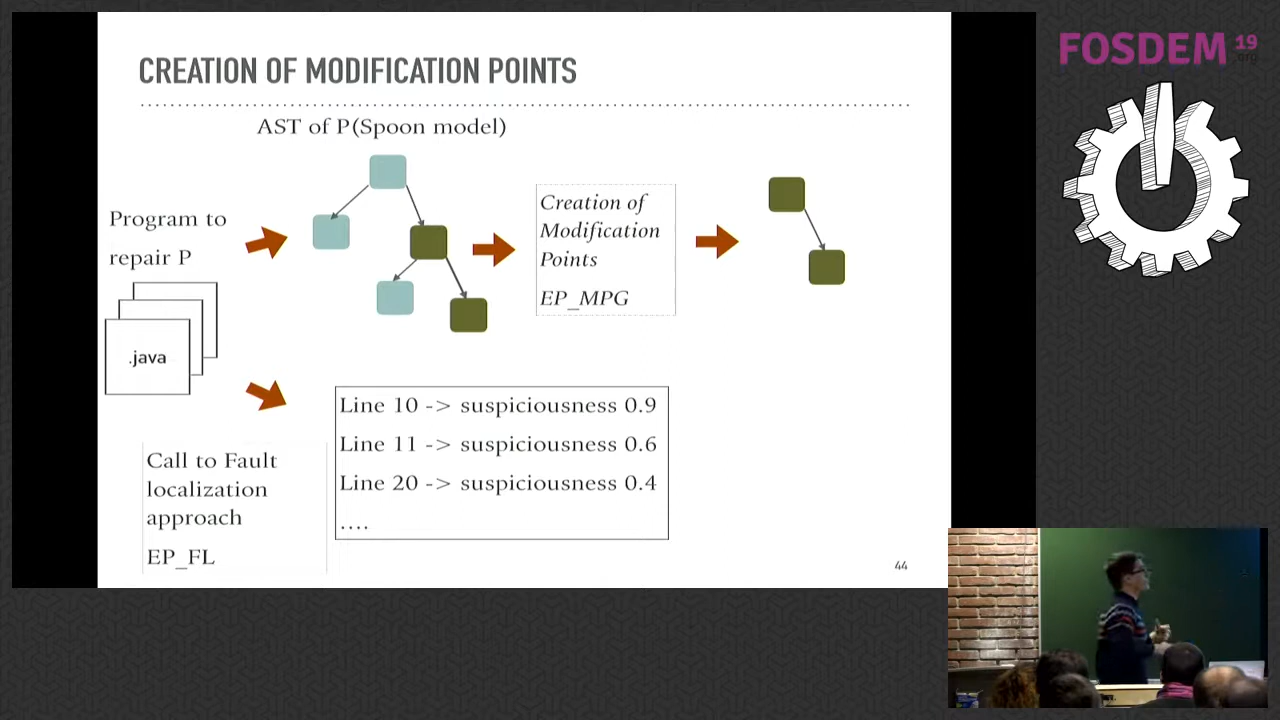 CREATION OF MODIFICATION POINTS
AST of P(Spoon model)
Program to
repair P
.java
Creation of
Modification
Points
EP_MPG
Call to Fault
localization
approach
EP_FL
Line 10 -> suspiciousness 0.9
Line 11 -> suspiciousness 0.6
Line 20 -> suspiciousness 0.4
....
44
FOSDEM 19
.org